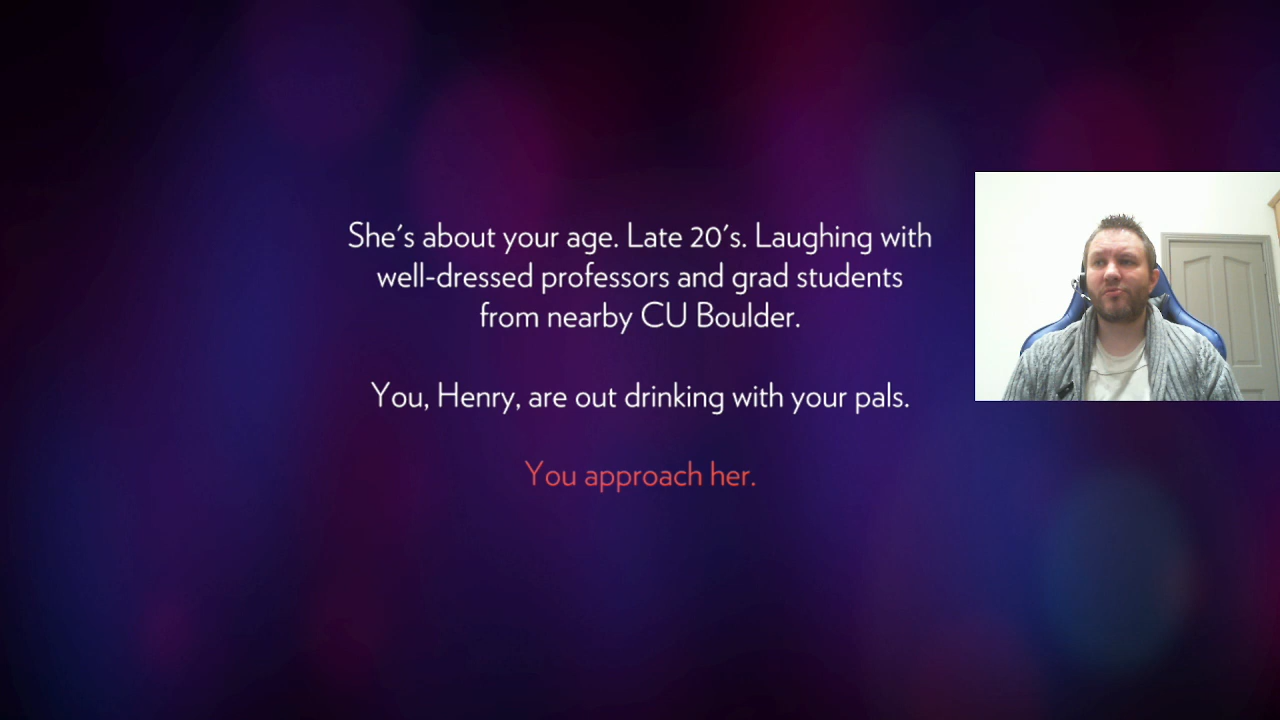 She's about your age. Late 20's. Laughing with
well-dressed professors and grad students
from nearby CU Boulder.
You, Henry, are out drinking with your pals.
You approach her.